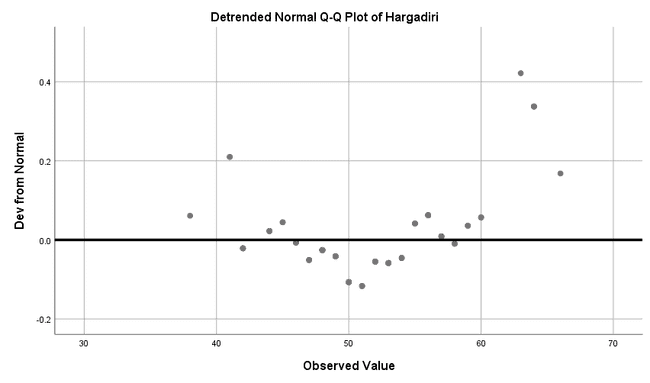 Detrended Normal Q-Q Plot of Hargadiri
Dev from Normal
0.4
0.2
0.0
-0.2
30 40 50 60 70
Observed Value